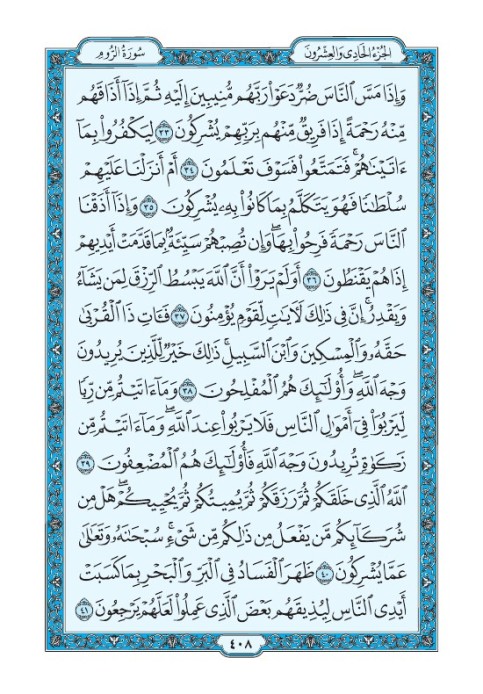 الجزء الحادي والعشرون
سورة الروم
وَإِذَا مَسَّ ٱلنَّاسَ ضُرٌّ دَعَوْا۟ رَبَّهُم مُّنِيبِينَ إِلَيْهِ ثُمَّ إِذَآ أَذَاقَهُم
مِّنْهُ رَحْمَةً إِذَا فَرِيقٌ مِّنْهُم بِرَبِّهِمْ يُشْرِكُونَ ٣٣ لِيَكْفُرُوا۟ بِمَآ
ءَاتَيْنَٰهُمْ ۚ فَتَمَتَّعُوا۟ فَسَوْفَ تَعْلَمُونَ ٣٤ أَمْ أَنزَلْنَا عَلَيْهِمْ
سُلْطَٰنًا فَهُوَ يَتَكَلَّمُ بِمَا كَانُوا۟ بِهِۦ يُشْرِكُونَ ٣٥ وَإِذَآ أَذَقْنَا
ٱلنَّاسَ رَحْمَةً فَرِحُوا۟ بِهَا ۖ وَإِن تُصِبْهُمْ سَيِّئَةٌۢ بِمَا قَدَّمَتْ أَيْدِيهِمْ
إِذَا هُمْ يَقْنَطُونَ ٣٦ أَوَلَمْ يَرَوْا۟ أَنَّ ٱللَّهَ يَبْسُطُ ٱلرِّزْقَ لِمَن يَشَآءُ
وَيَقْدِرُ ۚ إِنَّ فِى ذَٰلِكَ لَـَٔايَٰتٍ لِّقَوْمٍ يُؤْمِنُونَ ٣٧ فَـَٔاتِ ذَا ٱلْقُرْبَىٰ
حَقَّهُۥ وَٱلْمِسْكِينَ وَٱبْنَ ٱلسَّبِيلِ ۚ ذَٰلِكَ خَيْرٌ لِّلَّذِينَ يُرِيدُونَ
وَجْهَ ٱللَّهِ ۖ وَأُو۟لَٰٓئِكَ هُمُ ٱلْمُفْلِحُونَ ٣٨ وَمَآ ءَاتَيْتُم مِّن رِّبًا
لِّيَرْبُوَا۟ فِىٓ أَمْوَٰلِ ٱلنَّاسِ فَلَا يَرْبُوا۟ عِندَ ٱللَّهِ ۖ وَمَآ ءَاتَيْتُم مِّن
زَكَوٰةٍ تُرِيدُونَ وَجْهَ ٱللَّهِ فَأُو۟لَٰٓئِكَ هُمُ ٱلْمُضْعِفُونَ ٣٩
ٱللَّهُ ٱلَّذِى خَلَقَكُمْ ثُمَّ رَزَقَكُمْ ثُمَّ يُمِيتُكُمْ ثُمَّ يُحْيِيكُمْ ۖ هَلْ مِن
شُرَكَآئِكُم مَّن يَفْعَلُ مِن ذَٰلِكُم مِّن شَىْءٍ ۚ سُبْحَٰنَهُۥ وَتَعَٰلَىٰ
عَمَّا يُشْرِكُونَ ٤٠ ظَهَرَ ٱلْفَسَادُ فِى ٱلْبَرِّ وَٱلْبَحْرِ بِمَا كَسَبَتْ
أَيْدِى ٱلنَّاسِ لِيُذِيقَهُم بَعْضَ ٱلَّذِى عَمِلُوا۟ لَعَلَّهُمْ يَرْجِعُونَ ٤١
٤٠٨